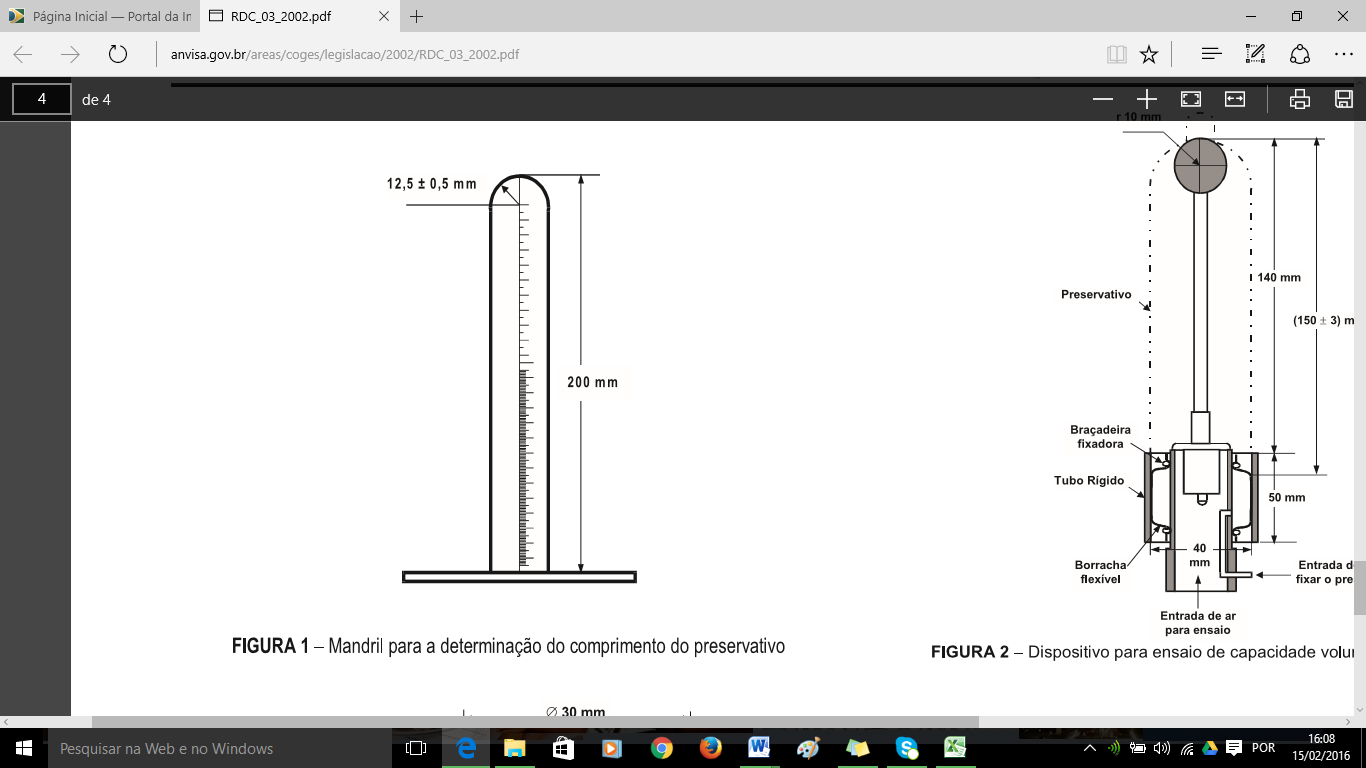 Página Inicial — Portal da In
RDC_03_2002.pdf
anvisa.gov.br/areas/coges/legislacao/2002/RDC_03_2002.pdf
4 de 4
r 10 mm
12,5 ± 0,5 mm
200 mm
140 mm
Preservativo
(150 ± 3) m
Braçadeira
fixadora
Tubo Rígido
50 mm
40
mm
Borracha
flexível
Entrada d
fixar o pre
Entrada de ar
para ensaio
FIGURA 1 – Mandril para a determinação do comprimento do preservativo
FIGURA 2 – Dispositivo para ensaio de capacidade volu
∅ 30 mm
Pesquisar na Web e no Windows
POR
16:08
15/02/2016